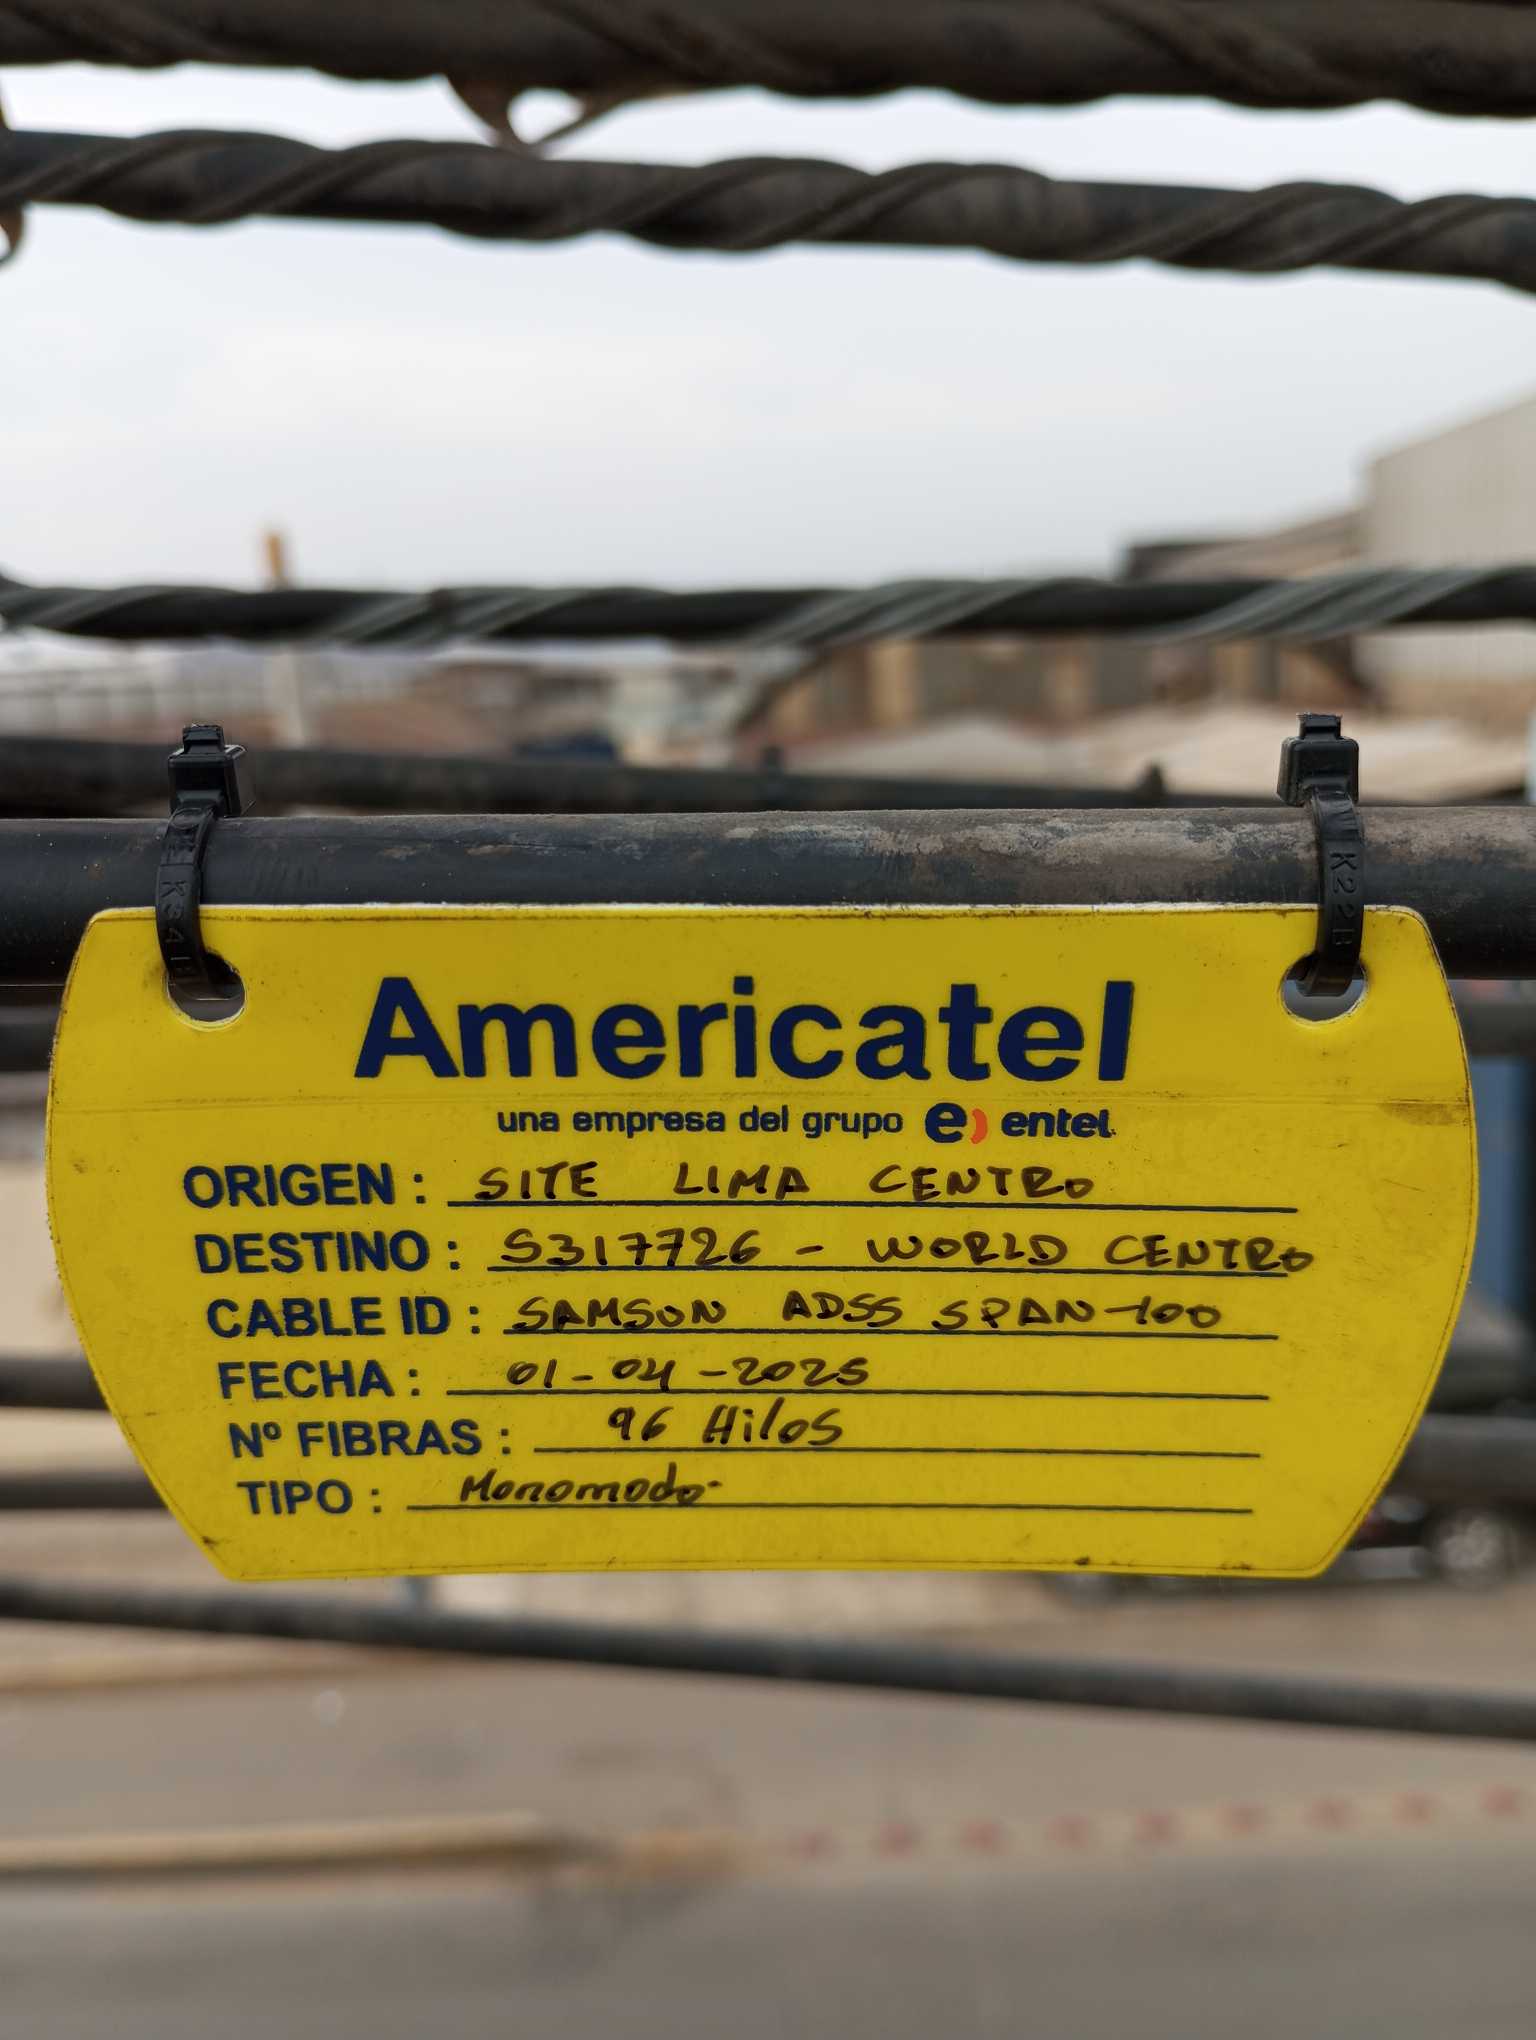 Americatel
una empresa del grupo e) entel
ORIGEN : SITE LIMA CENTRO
DESTINO : S317726 - WORLD CENTRO
CABLE ID : SAMSON ADSS SPAN-100
FECHA : 01-04-2025
Nº FIBRAS : 96 Hilos
TIPO : Monomodo